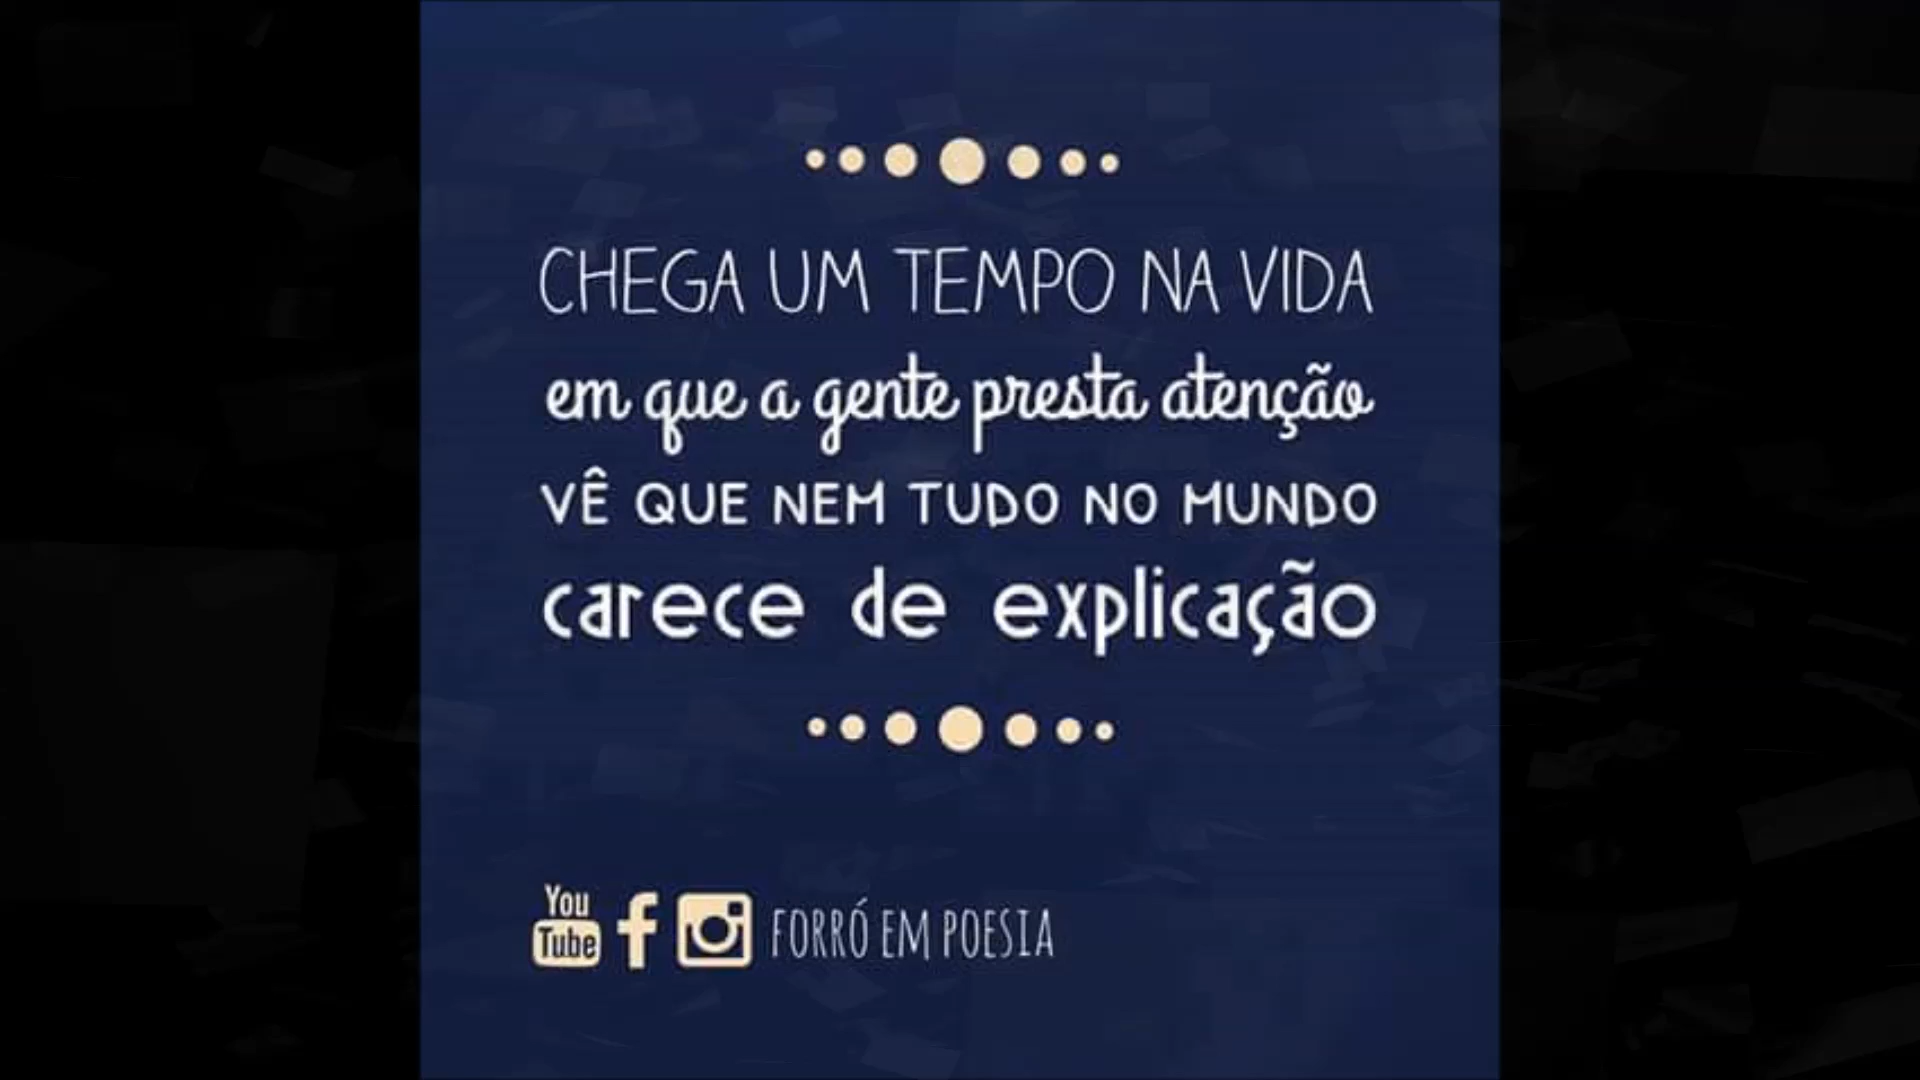 CHEGA UM TEMPO NA VIDA
em que a gente presta atenção
VÊ QUE NEM TUDO NO MUNDO
carece de explicação
You
Tube
f FORRÓ EM POESIA